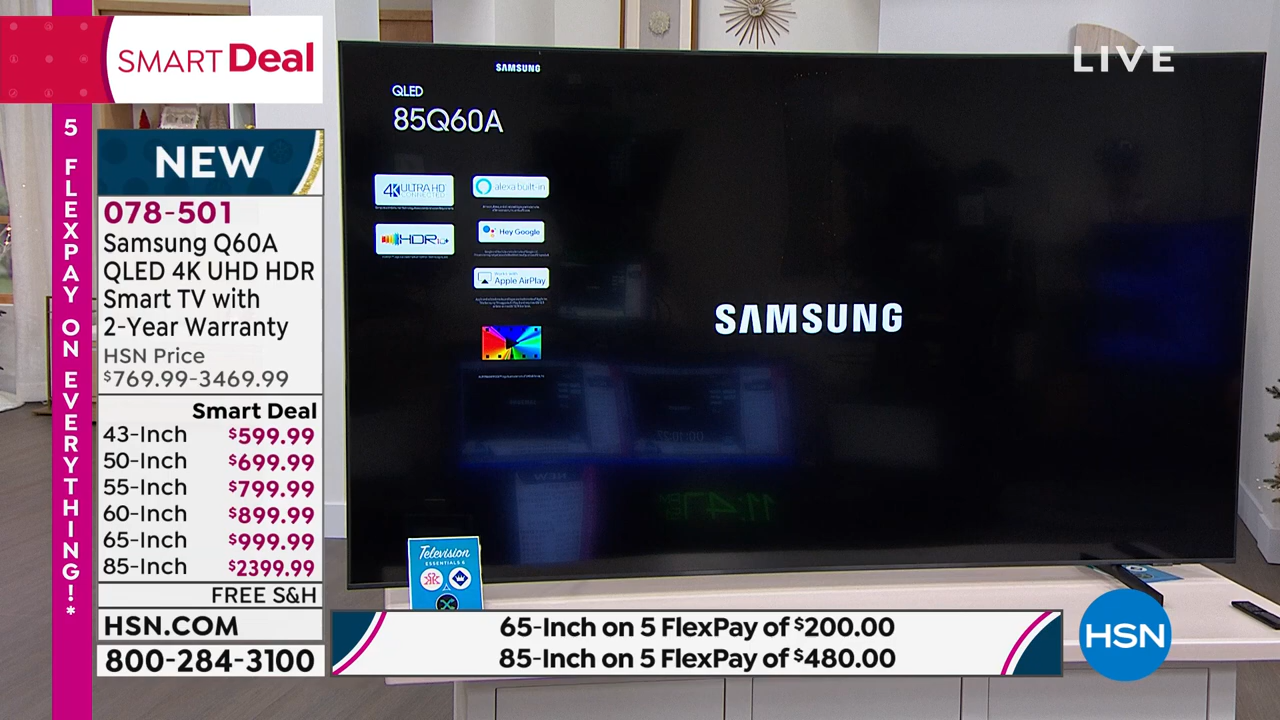 SMART Deal
LIVE
5 FLEXPAY ON EVERYTHING!*
NEW
078-501
Samsung Q60A
QLED 4K UHD HDR
Smart TV with
2-Year Warranty
HSN Price
$769.99-3469.99
Smart Deal
43-Inch $599.99
50-Inch $699.99
55-Inch $799.99
60-Inch $899.99
65-Inch $999.99
85-Inch $2399.99
FREE S&H
HSN.COM
800-284-3100
SAMSUNG
QLED
85Q60A
4K ULTRA HD
CONNECTED
alexa built-in
HDR10+
Hey Google
Works with
Apple AirPlay
SAMSUNG
Television
ESSENTIALS
65-Inch on 5 FlexPay of $200.00
85-Inch on 5 FlexPay of $480.00
HSN